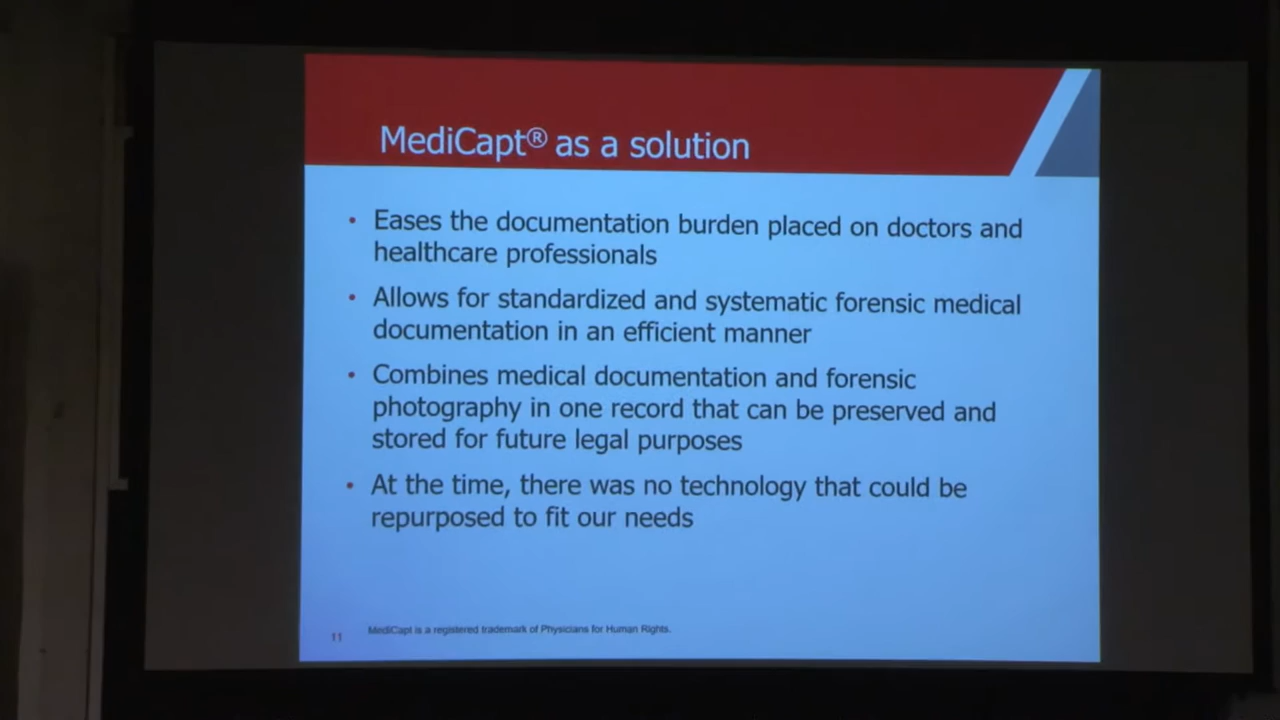 MediCapt® as a solution
• Eases the documentation burden placed on doctors and
healthcare professionals
• Allows for standardized and systematic forensic medical
documentation in an efficient manner
• Combines medical documentation and forensic
photography in one record that can be preserved and
stored for future legal purposes
• At the time, there was no technology that could be
repurposed to fit our needs
11
MediCapt is a registered trademark of Physicians for Human Rights.